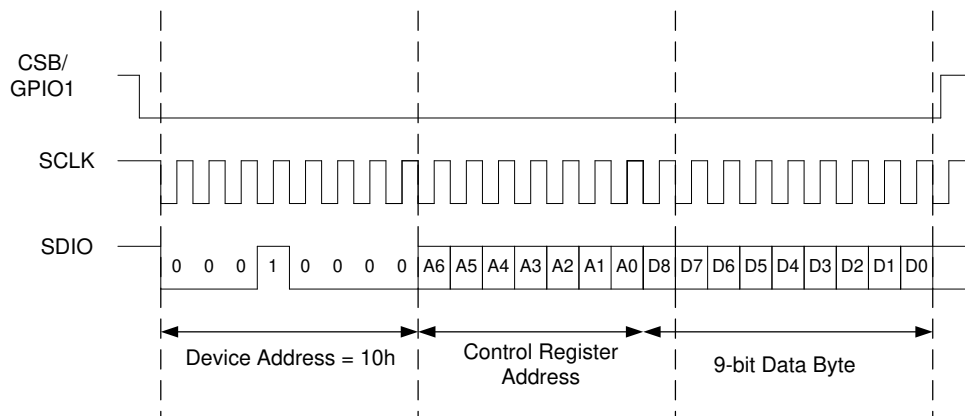 CSB/
GPIO1
SCLK
SDIO
0 0 0 1 0 0 0 0 A6 A5 A4 A3 A2 A1 A0 D8 D7 D6 D5 D4 D3 D2 D1 D0
Device Address = 10h
Control Register
Address
9-bit Data Byte